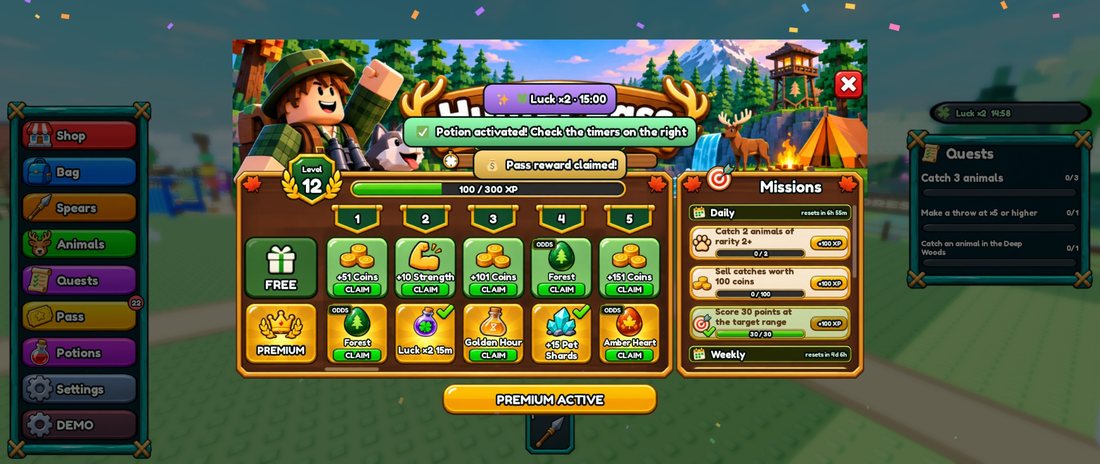 Luck x2 · 15:00
Potion activated! Check the timers on the right
Pass reward claimed!
Level
12
100 / 300 XP
1
2
3
4
5
FREE
+51 Coins
CLAIM
+10 Strength
CLAIM
+101 Coins
CLAIM
ODDS
Forest
CLAIM
+151 Coins
CLAIM
PREMIUM
ODDS
Forest
CLAIM
Luck x2 15m
Golden Hour
CLAIM
+15 Pet
Shards
ODDS
Amber Heart
CLAIM
PREMIUM ACTIVE
Missions
Daily
resets in 6h 55m
Catch 2 animals of
rarity 2+
+100 XP
0 / 2
Sell catches worth
100 coins
+100 XP
0 / 100
Score 30 points at
the target range
+100 XP
30 / 30
Weekly
resets in 4d 6h
Shop
Bag
Spears
Animals
Quests
Pass
22
Potions
Settings
DEMO
Luck x2 14:58
Quests
Catch 3 animals
0/3
Make a throw at x5 or higher
0/1
Catch an animal in the Deep
Woods
0/1